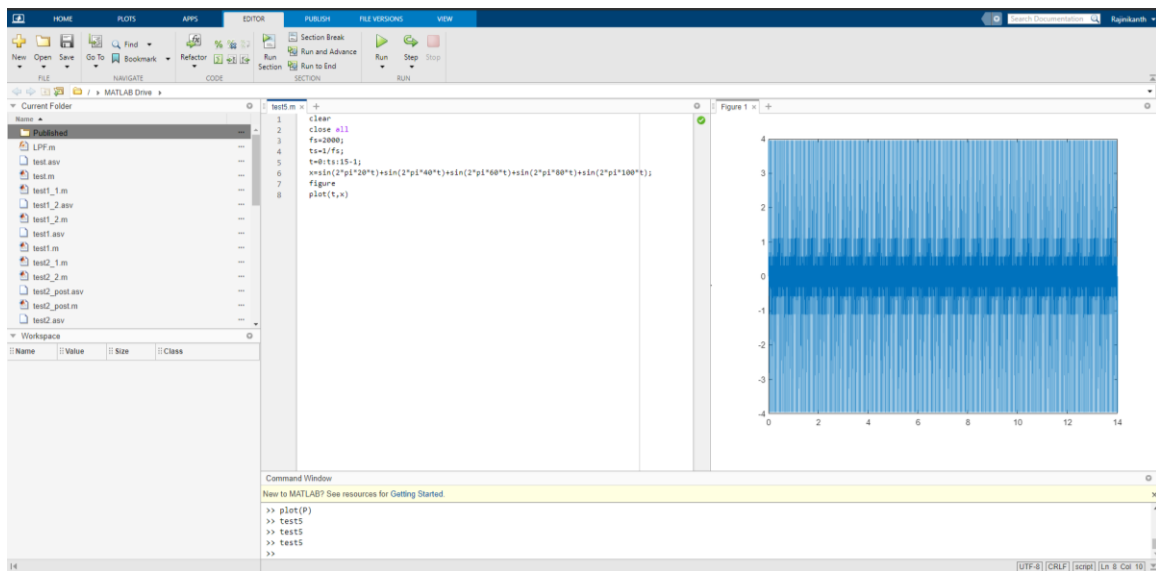 HOME PLOTS APPS EDITOR PUBLISH FILE VERSIONS VIEW Search Documentation Rajinikanth
New Open Save Go To Find Bookmark Refactor Run Section Section Break Run and Advance Run to End Run Step Stop
FILE NAVIGATE CODE SECTION RUN
/ MATLAB Drive
Current Folder
Name
Published
LPF.m
test.asv
test.m
test1_1.m
test1_2.asv
test1_2.m
test1.asv
test1.m
test2_1.m
test2_2.m
test2_post.asv
test2_post.m
test2.asv
Workspace
Name Value Size Class
test5.m
1 clear
2 close all
3 fs=2000;
4 ts=1/fs;
5 t=0:ts:15-1;
6 x=sin(2*pi*20*t)+sin(2*pi*40*t)+sin(2*pi*60*t)+sin(2*pi*80*t)+sin(2*pi*100*t);
7 figure
8 plot(t,x)
Figure 1
4
3
2
1
0
-1
-2
-3
-4
0 2 4 6 8 10 12 14
Command Window
New to MATLAB? See resources for Getting Started.
>> plot(P)
>> test5
>> test5
>> test5
>>
UTF-8 CRLF script Ln 8 Col 10